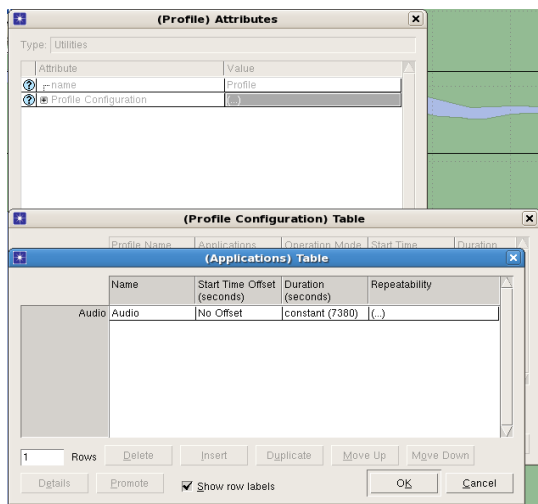 (Profile) Attributes
Type: Utilities
Attribute Value
name Profile
Profile Configuration (...)
(Profile Configuration) Table
Profile Name Applications Operation Mode Start Time Duration
(Applications) Table
Name Start Time Offset (seconds) Duration (seconds) Repeatability
Audio Audio No Offset constant (7380) (...)
1 Rows Delete Insert Duplicate Move Up Move Down
Details Promote Show row labels OK Cancel